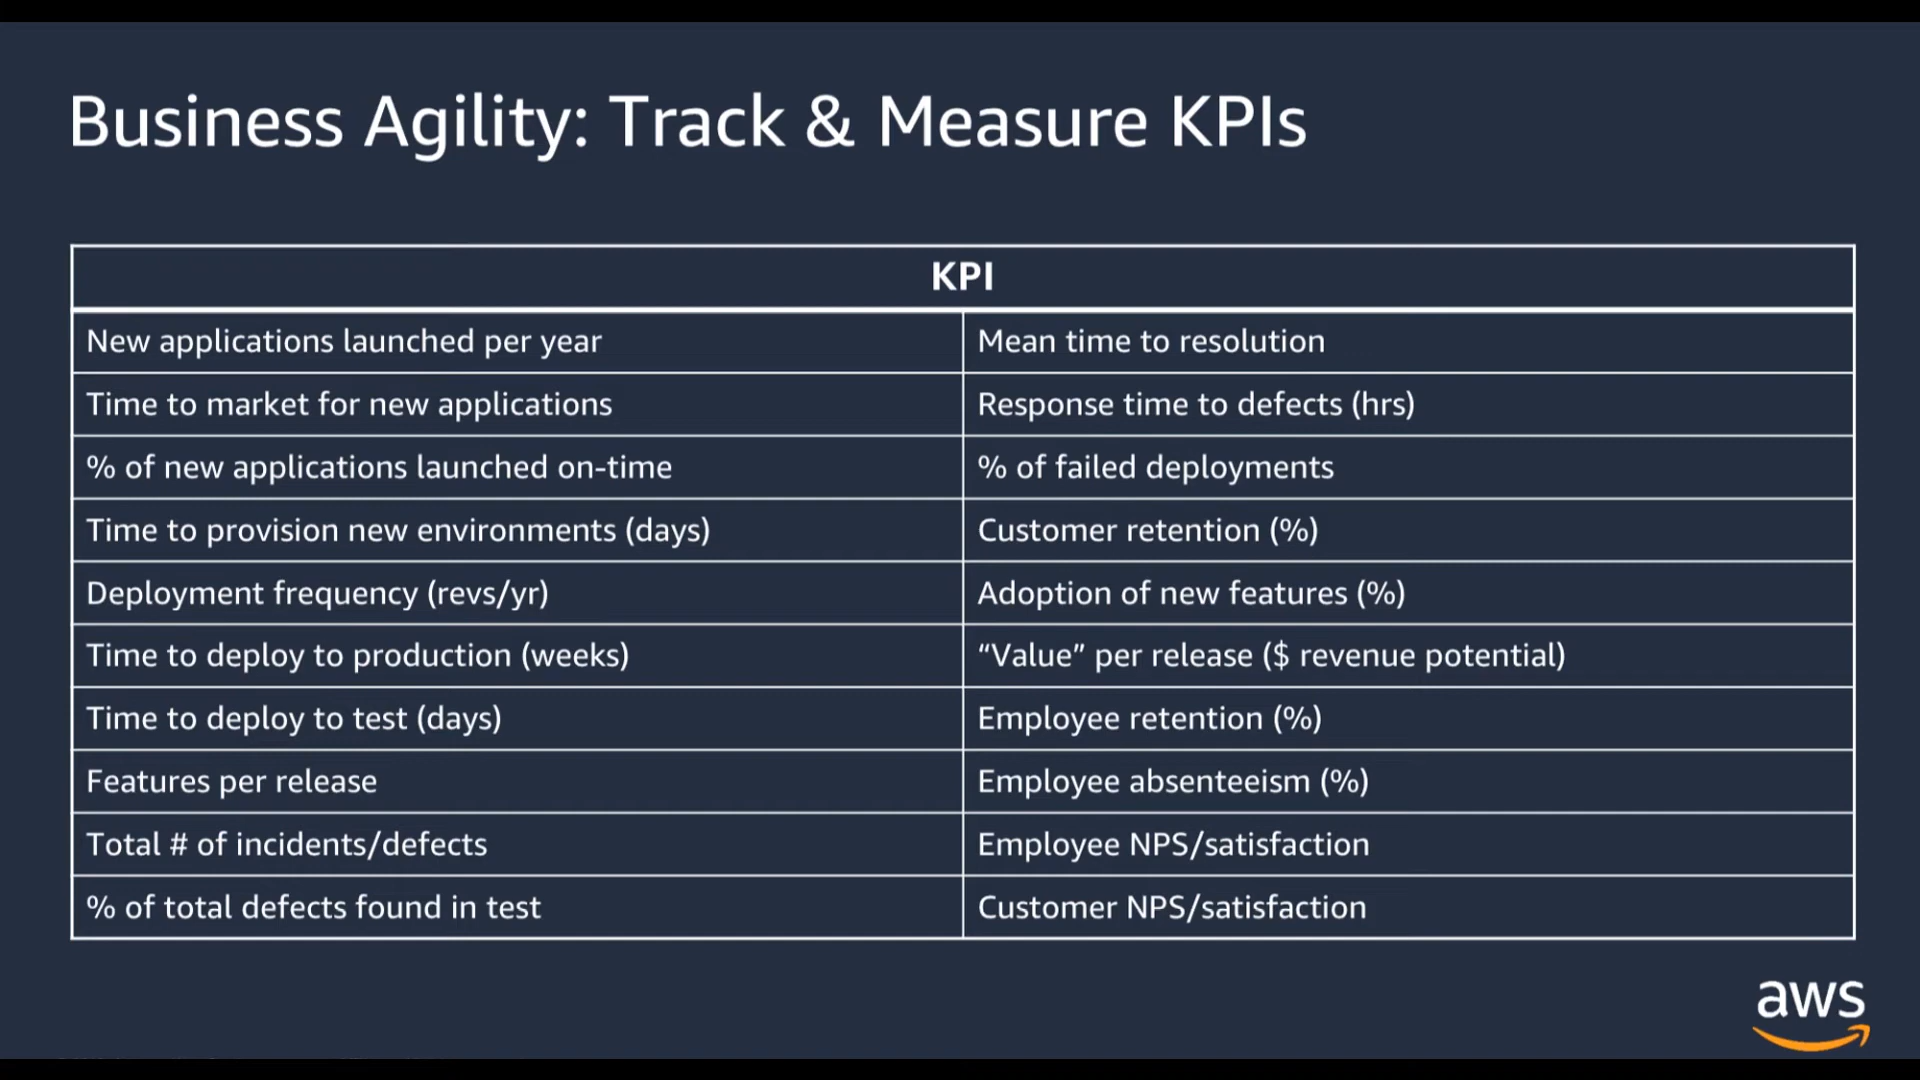 Business Agility: Track & Measure KPIs
KPI
New applications launched per year
Mean time to resolution
Time to market for new applications
Response time to defects (hrs)
% of new applications launched on-time
% of failed deployments
Time to provision new environments (days)
Customer retention (%)
Deployment frequency (revs/yr)
Adoption of new features (%)
Time to deploy to production (weeks)
“Value” per release ($ revenue potential)
Time to deploy to test (days)
Employee retention (%)
Features per release
Employee absenteeism (%)
Total # of incidents/defects
Employee NPS/satisfaction
% of total defects found in test
Customer NPS/satisfaction
aws